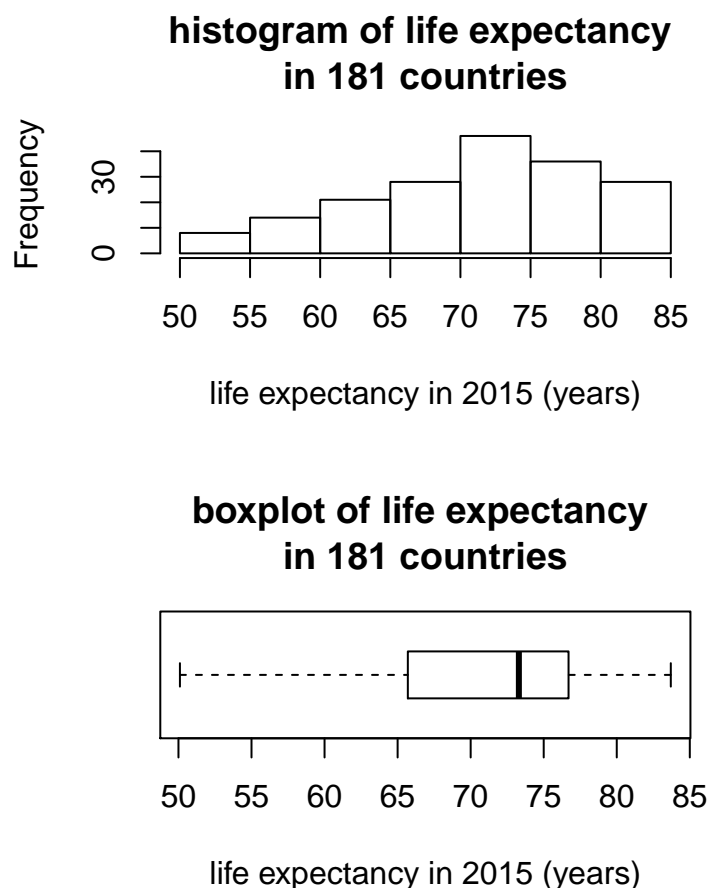 histogram of life expectancy
in 181 countries
Frequency
30
0
50 55 60 65 70 75 80 85
life expectancy in 2015 (years)
boxplot of life expectancy
in 181 countries
50 55 60 65 70 75 80 85
life expectancy in 2015 (years)